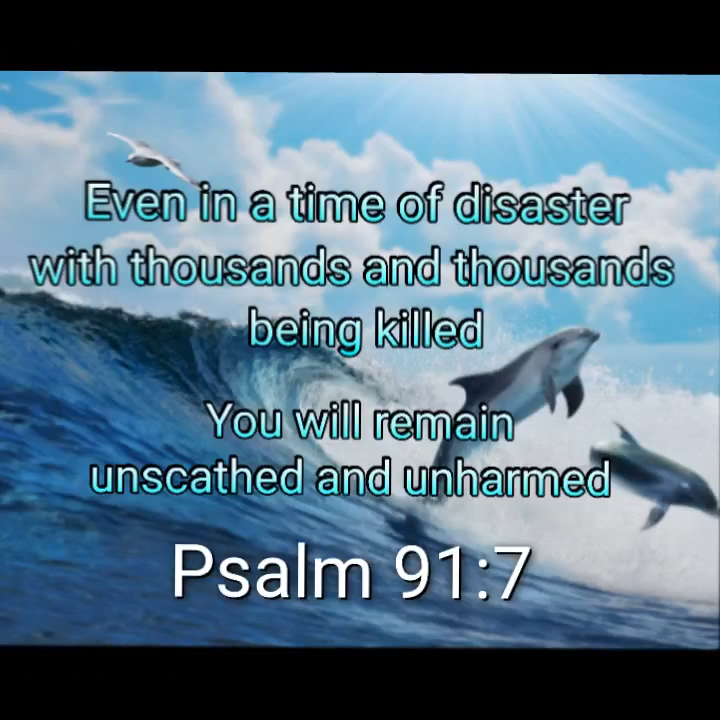 Even in a time of disaster
with thousands and thousands
being killed
You will remain
unscathed and unharmed
Psalm 91:7